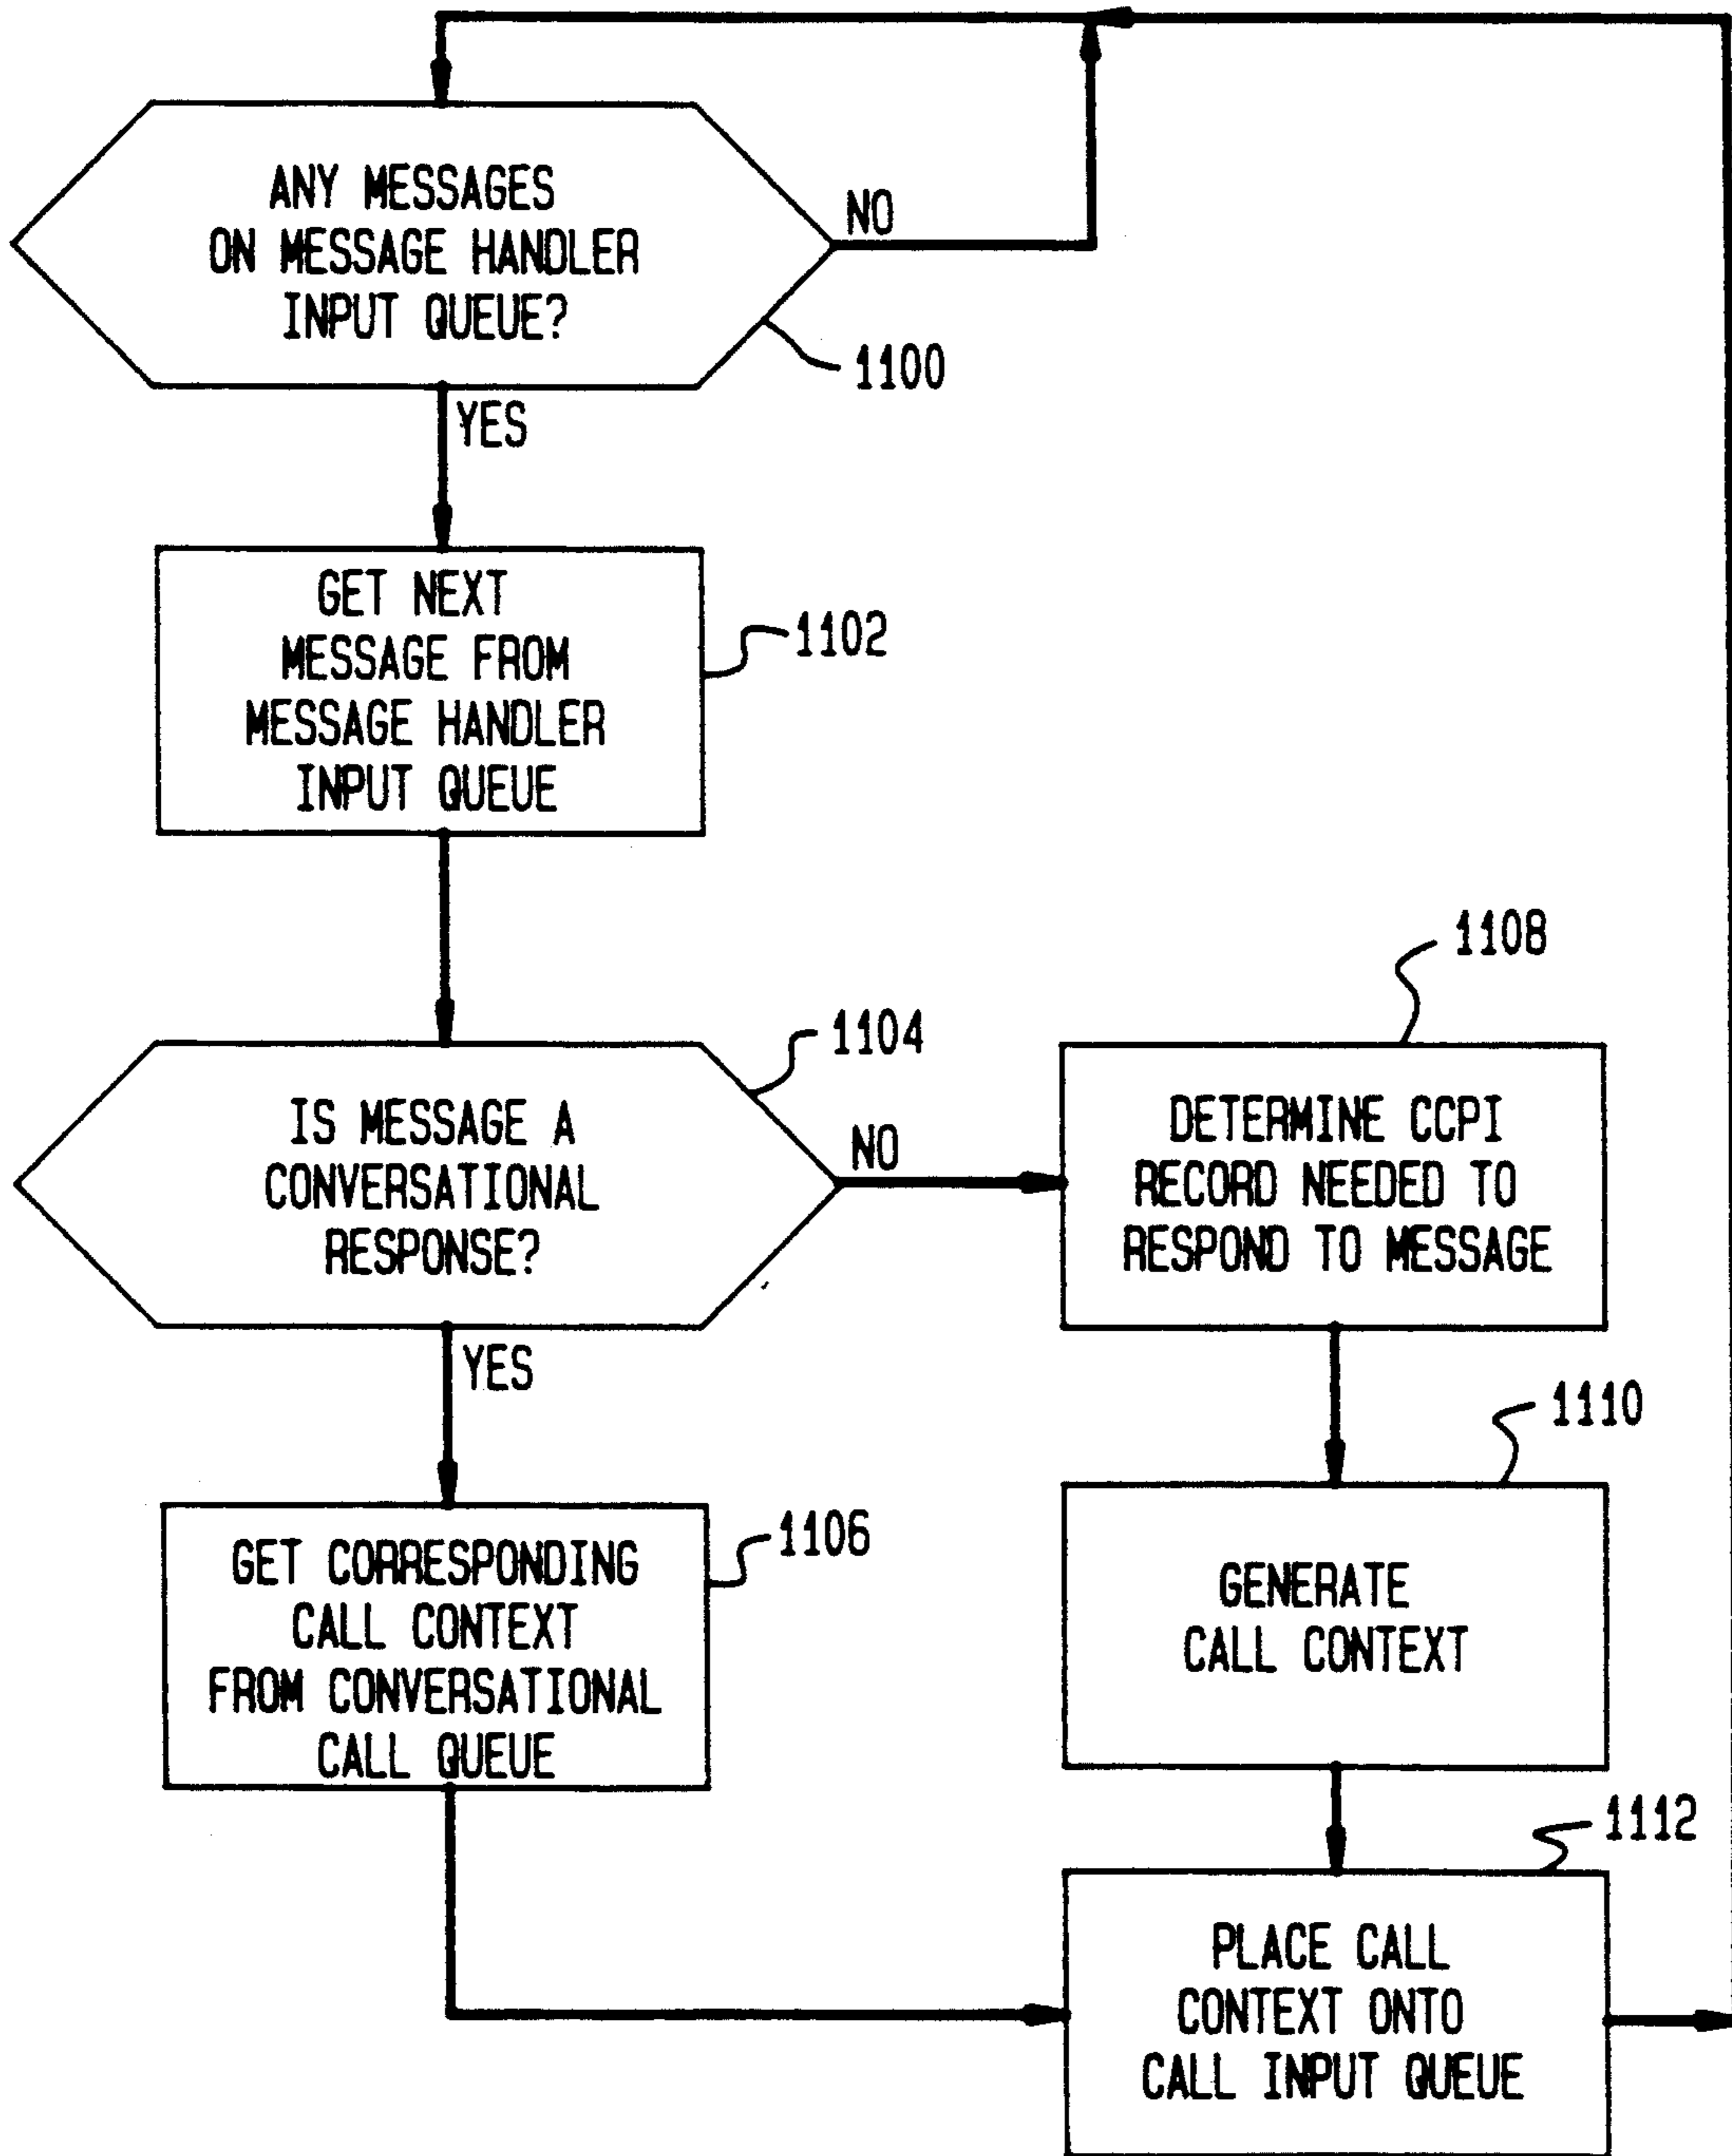 ANY MESSAGES
ON MESSAGE HANDLER
INPUT QUEUE?
NO
1100
YES
GET NEXT
MESSAGE FROM
MESSAGE HANDLER
INPUT QUEUE
1102
1104
IS MESSAGE A
CONVERSATIONAL
RESPONSE?
NO
YES
1108
DETERMINE CCPI
RECORD NEEDED TO
RESPOND TO MESSAGE
1110
GENERATE
CALL CONTEXT
1106
GET CORRESPONDING
CALL CONTEXT
FROM CONVERSATIONAL
CALL QUEUE
1112
PLACE CALL
CONTEXT ONTO
CALL INPUT QUEUE